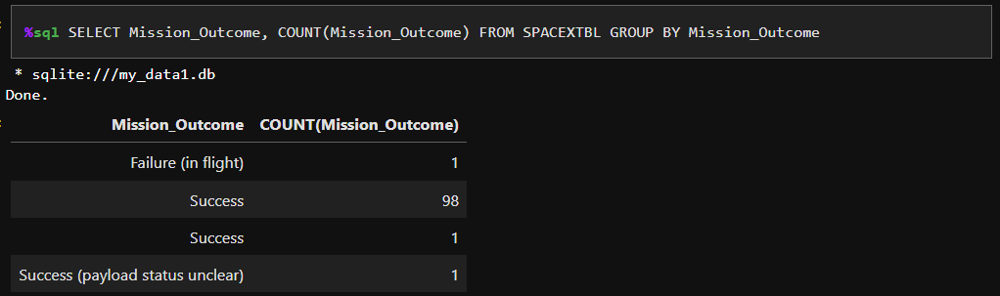 %sql SELECT Mission_Outcome, COUNT(Mission_Outcome) FROM SPACEXTBL GROUP BY Mission_Outcome
* sqlite:///my_data1.db
Done.
Mission_Outcome COUNT(Mission_Outcome)
Failure (in flight) 1
Success 98
Success 1
Success (payload status unclear) 1